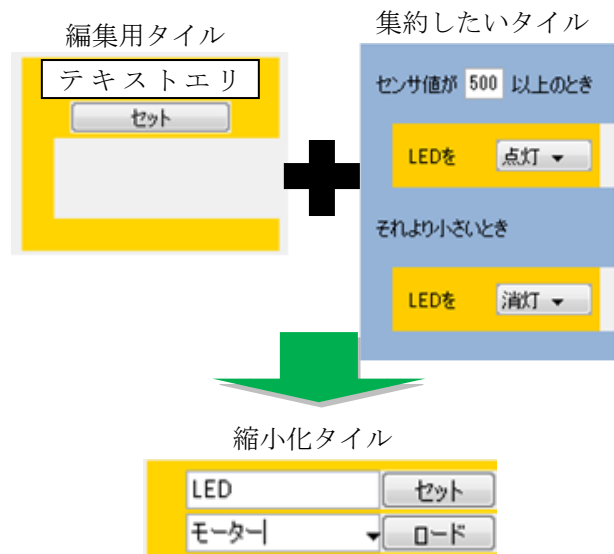 編集用タイル
テキストエリ
セット
集約したいタイル
センサ値が 500 以上のとき
LEDを 点灯
それより小さいとき
LEDを 消灯
縮小化タイル
LED セット
モーター ロード